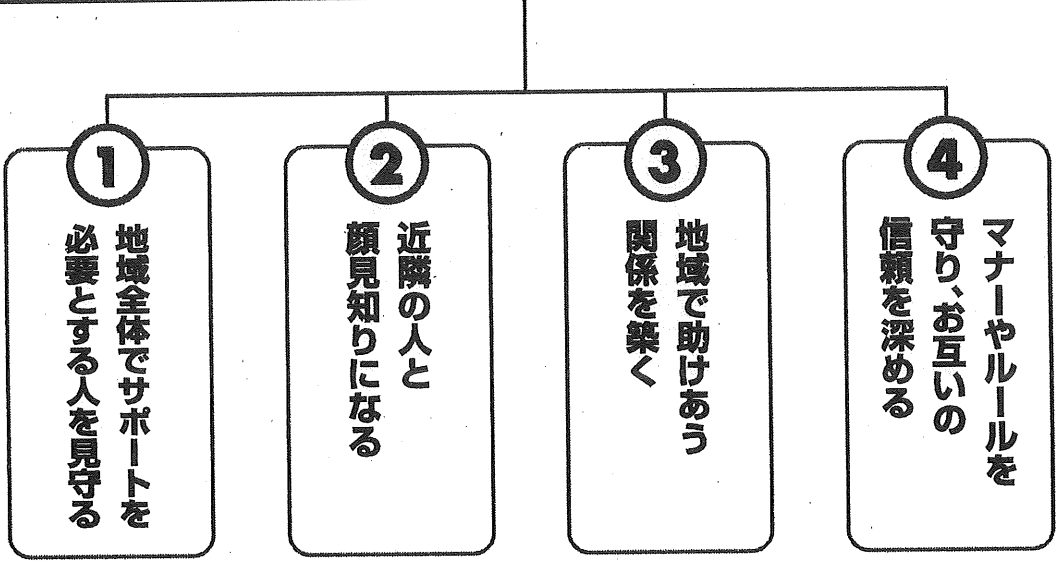 1
地域全体でサポートを
必要とする人を見守る
2
近隣の人と
顔見知りになる
3
地域で助けあう
関係を築く
4
マナーやルールを
守り、お互いの
信頼を深める